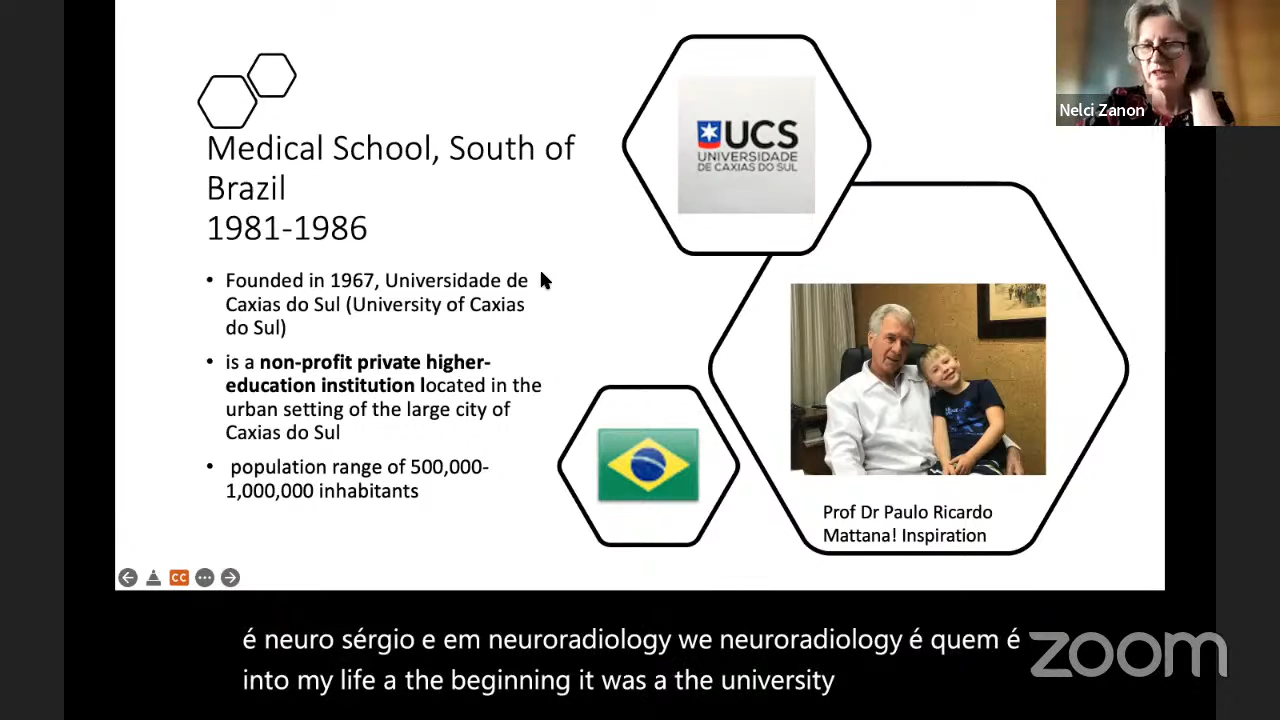 Medical School, South of
Brazil
1981-1986
• Founded in 1967, Universidade de
Caxias do Sul (University of Caxias
do Sul)
• is a non-profit private higher-
education institution located in the
urban setting of the large city of
Caxias do Sul
• population range of 500,000-
1,000,000 inhabitants
UCS
UNIVERSIDADE
DE CAXIAS DO SUL
Prof Dr Paulo Ricardo
Mattana! Inspiration
Nelci Zanon
CC
é neuro sérgio e em neuroradiology we neuroradiology é quem é
into my life a the beginning it was a the university
zoom